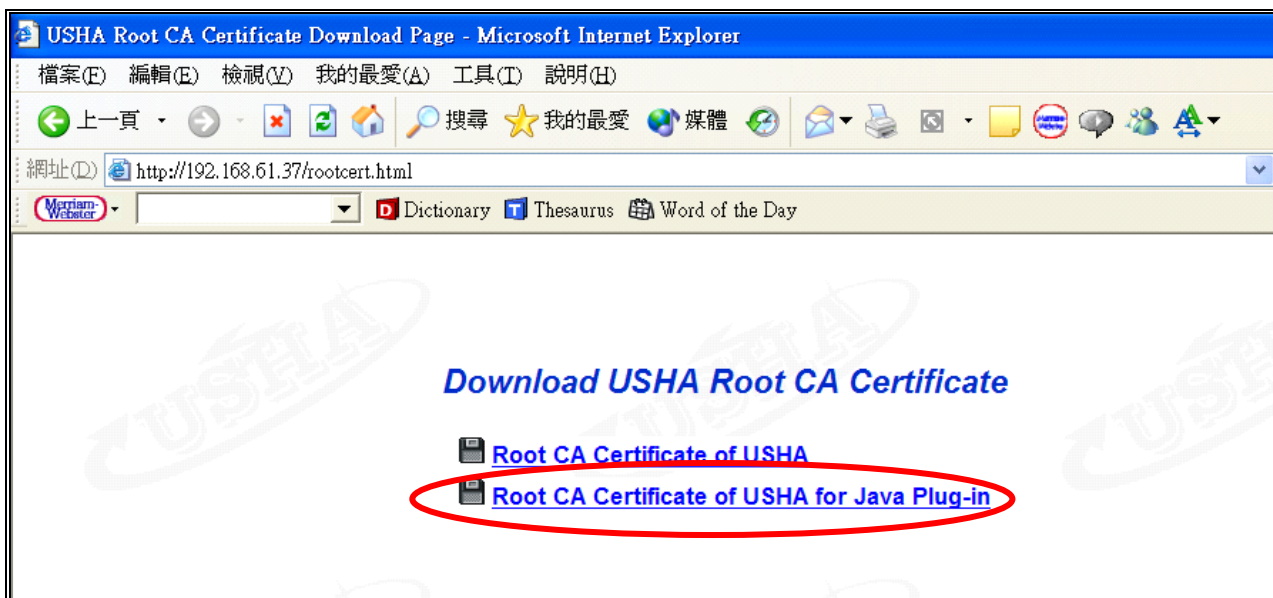 USHA Root CA Certificate Download Page - Microsoft Internet Explorer
檔案(F) 編輯(E) 檢視(V) 我的最愛(A) 工具(T) 說明(H)
上一頁 搜尋 我的最愛 媒體
網址(D) http://192.168.61.37/rootcert.html
Merriam-Webster Dictionary Thesaurus Word of the Day
USHA USHA USHA
Download USHA Root CA Certificate
Root CA Certificate of USHA
Root CA Certificate of USHA for Java Plug-in